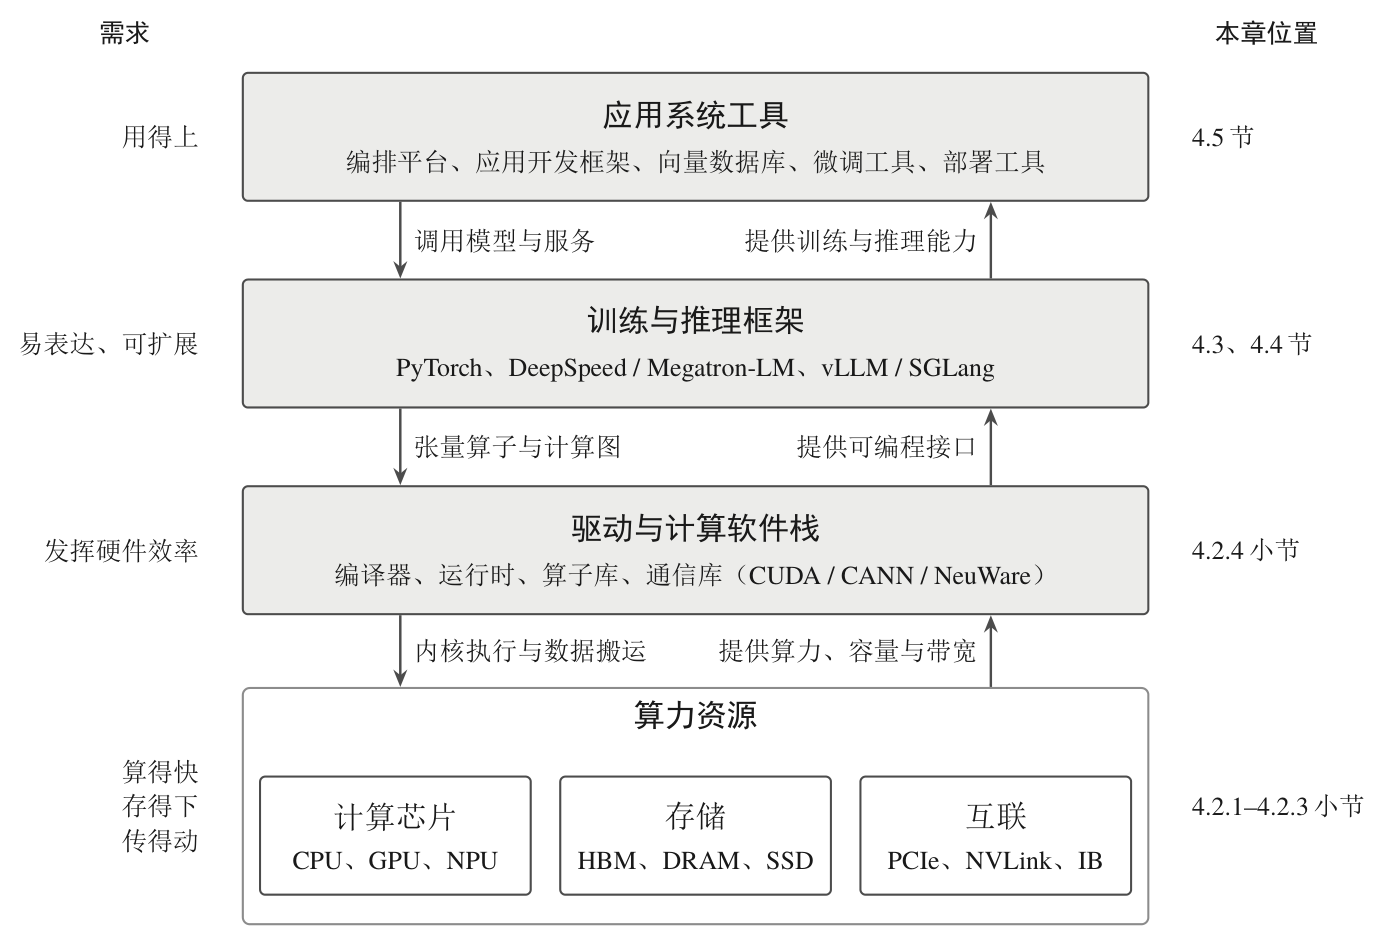 需求
本章位置
应用系统工具
用得上
编排平台、应用开发框架、向量数据库、微调工具、部署工具
4.5 节
调用模型与服务
提供训练与推理能力
训练与推理框架
易表达、可扩展
PyTorch、DeepSpeed / Megatron-LM、vLLM / SGLang
4.3、4.4 节
张量算子与计算图
提供可编程接口
驱动与计算软件栈
发挥硬件效率
编译器、运行时、算子库、通信库（CUDA / CANN / NeuWare）
4.2.4 小节
内核执行与数据搬运
提供算力、容量与带宽
算力资源
算得快
存得下
传得动
计算芯片
CPU、GPU、NPU
存储
HBM、DRAM、SSD
互联
PCIe、NVLink、IB
4.2.1–4.2.3 小节